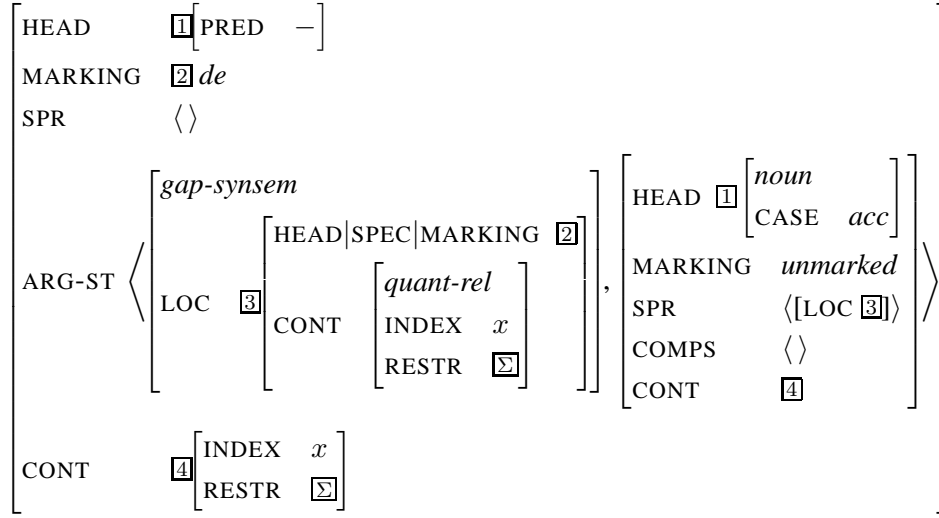 HEAD 1[PRED −]
MARKING 2 de
SPR ⟨ ⟩
ARG-ST ⟨[gap-synsem
LOC 3[HEAD|SPEC|MARKING 2
CONT [quant-rel
INDEX x
RESTR Σ]]], [HEAD 1[noun
CASE acc]
MARKING unmarked
SPR ⟨[LOC 3]⟩
COMPS ⟨ ⟩
CONT 4]⟩
CONT 4[INDEX x
RESTR Σ]